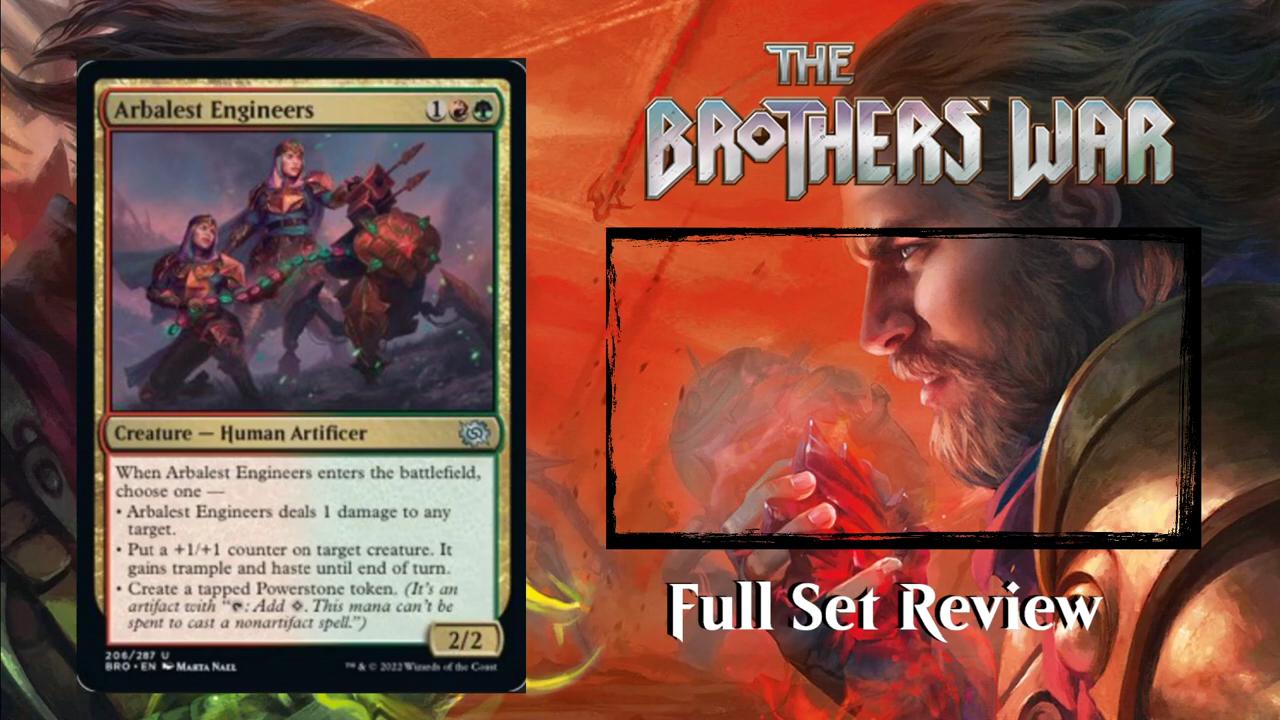 Arbalest Engineers 1
Creature — Human Artificer
When Arbalest Engineers enters the battlefield,
choose one —
• Arbalest Engineers deals 1 damage to any
target.
• Put a +1/+1 counter on target creature. It
gains trample and haste until end of turn.
• Create a tapped Powerstone token. (It's an
artifact with “: Add . This mana can't be
spent to cast a nonartifact spell.”)
2/2
206/287 U
BRO • EN MARTA NAEL
™ & © 2022 Wizards of the Coast
THE
BROTHERS' WAR
Full Set Review